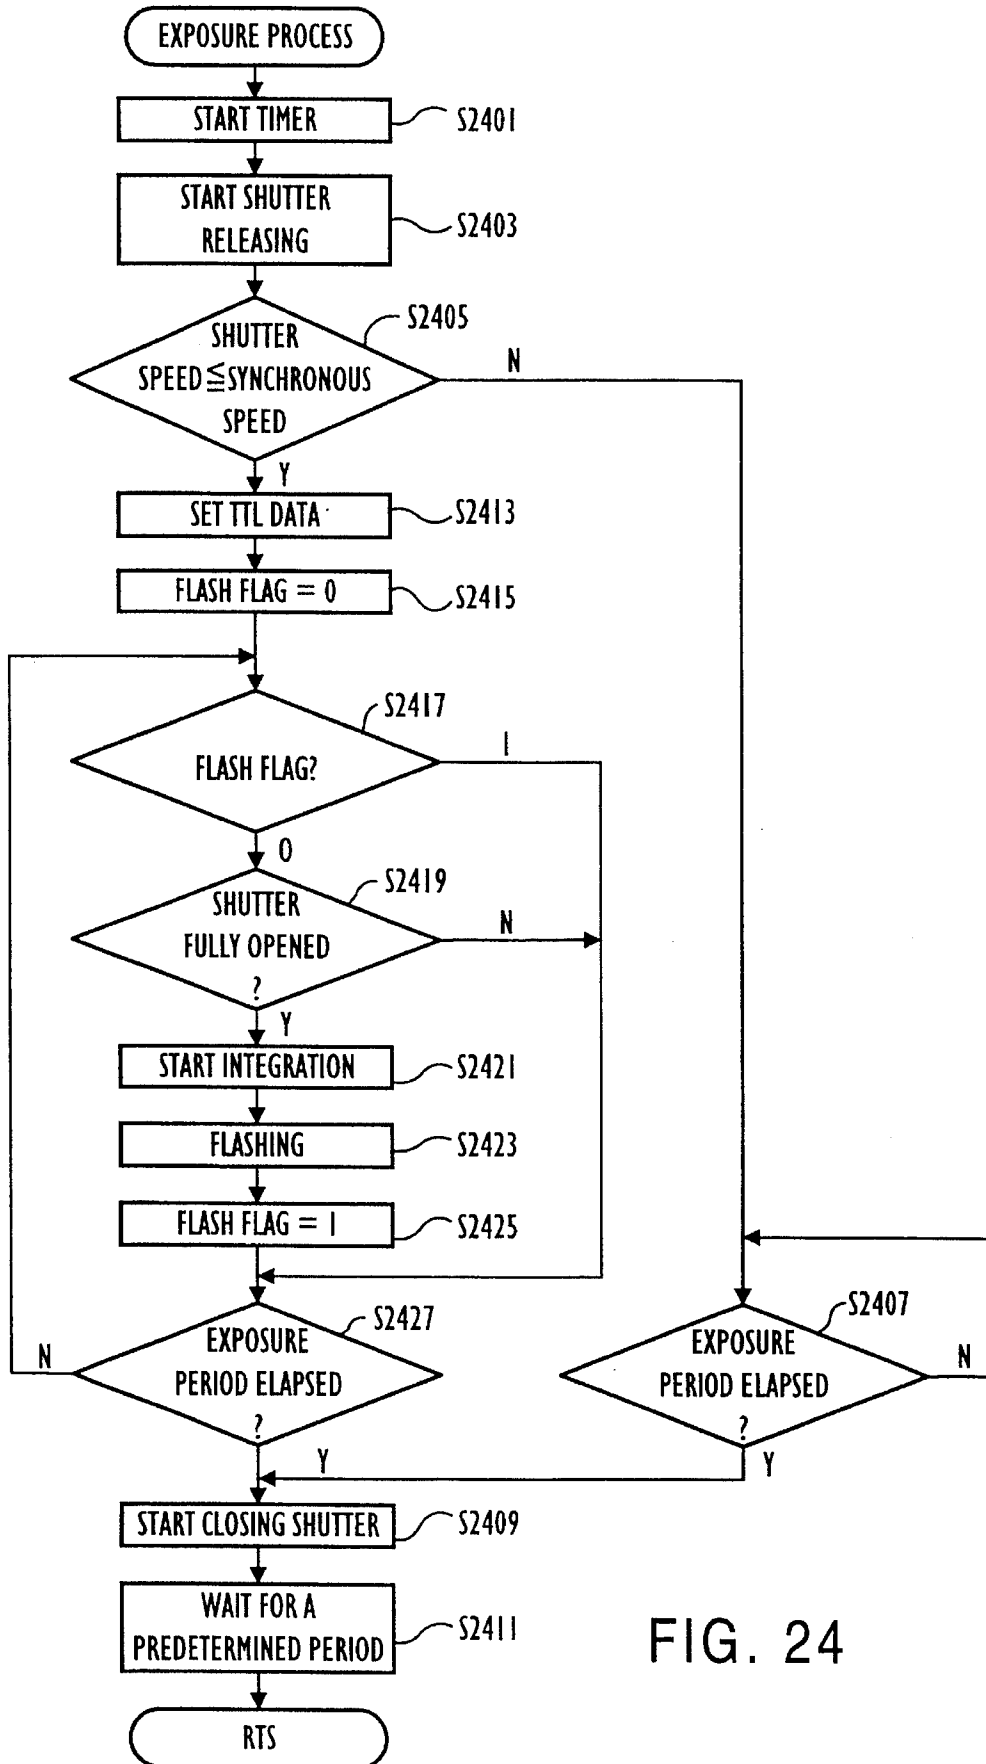 EXPOSURE PROCESS
START TIMER
S2401
START SHUTTER
RELEASING
S2403
S2405
SHUTTER
SPEED≦SYNCHRONOUS
SPEED
N
Y
SET TTL DATA
S2413
FLASH FLAG = 0
S2415
S2417
FLASH FLAG?
1
0
S2419
SHUTTER
FULLY OPENED
?
N
Y
START INTEGRATION
S2421
FLASHING
S2423
FLASH FLAG = 1
S2425
S2427
EXPOSURE
PERIOD ELAPSED
?
N
Y
S2407
EXPOSURE
PERIOD ELAPSED
?
N
Y
START CLOSING SHUTTER
S2409
WAIT FOR A
PREDETERMINED PERIOD
S2411
RTS
FIG. 24